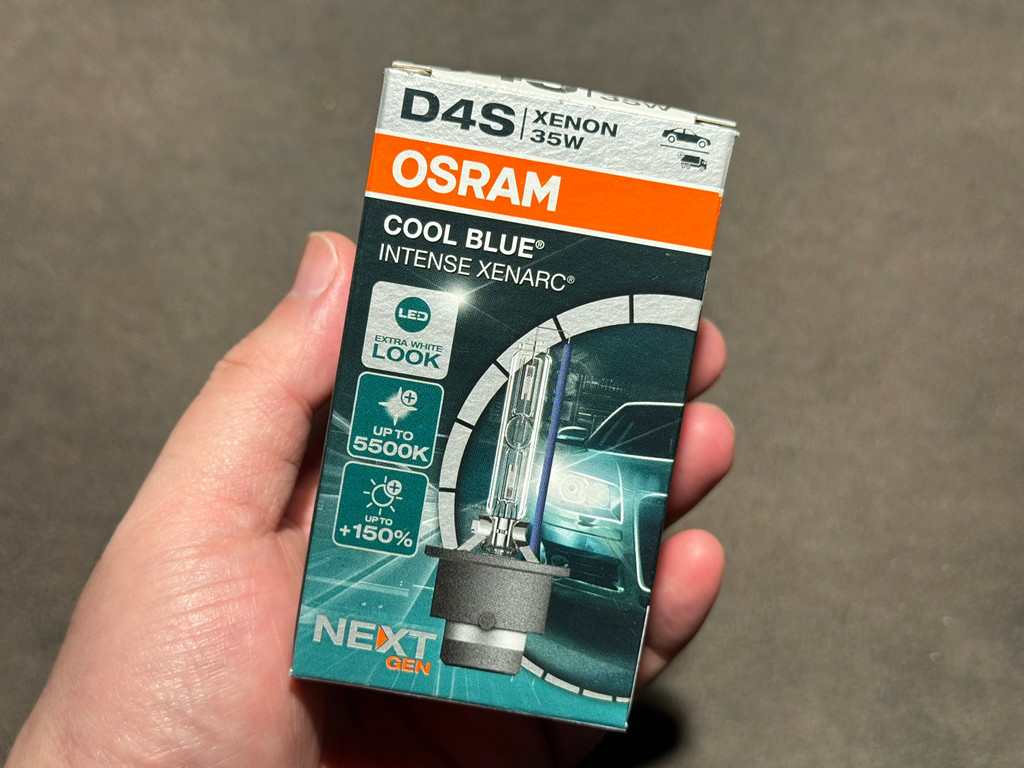 35W
D4S
XENON
35W
OSRAM
COOL BLUE®
INTENSE XENARC®
LED
EXTRA WHITE
LOOK
UP TO
5500K
UP TO
+150%
NEXT
GEN